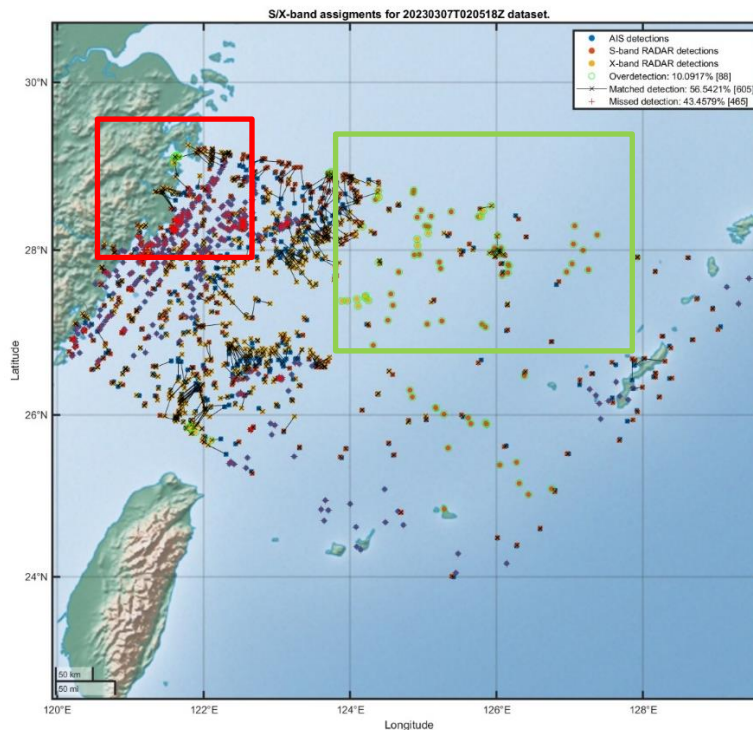 S/X-band assigments for 20230307T020518Z dataset.
AIS detections
S-band RADAR detections
X-band RADAR detections
Overdetection: 10.0917% [88]
Matched detection: 56.5421% [605]
Missed detection: 43.4579% [465]
30°N
28°N
26°N
24°N
Latitude
50 km
50 mi
120°E 122°E 124°E 126°E 128°E
Longitude